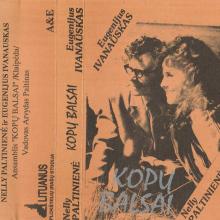 NELLY PALTINIENĖ ir EUGENIJUS IVANAUSKAS
Ansamblis "KOPŲ BALSAI" /Klaipėda/
Vadovas Arvydas Paltinas
A&E
LITUANUS
Eugenijus
IVANAUSKAS
KOPŲ BALSAI
Nelly
PALTINIENĖ
Eugenijus
IVANAUSKAS
KOPŲ
BALSAI
Nelly
PALTINIENĖ